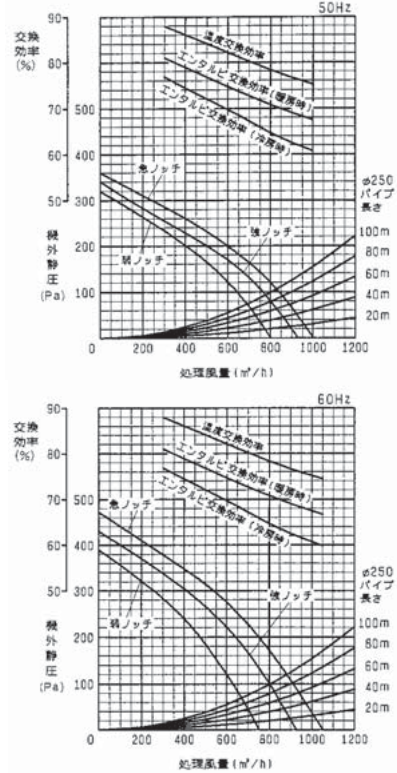 50Hz
交換
効率
(%)
90
80
70
60
50
500
400
300
200
100
0
機外静圧
(Pa)
温度交換効率
エンタルピ交換効率(暖房時)
エンタルピ交換効率(冷房時)
急ノッチ
強ノッチ
弱ノッチ
ø250
パイプ
長さ
100m
80m
60m
40m
20m
0 200 400 600 800 1000 1200
処理風量(m³/h)
60Hz
交換
効率
(%)
90
80
70
60
50
500
400
300
200
100
0
機外静圧
(Pa)
温度交換効率
エンタルピ交換効率(暖房時)
エンタルピ交換効率(冷房時)
急ノッチ
強ノッチ
弱ノッチ
ø250
パイプ
長さ
100m
80m
60m
40m
20m
0 200 400 600 800 1000 1200
処理風量(m³/h)